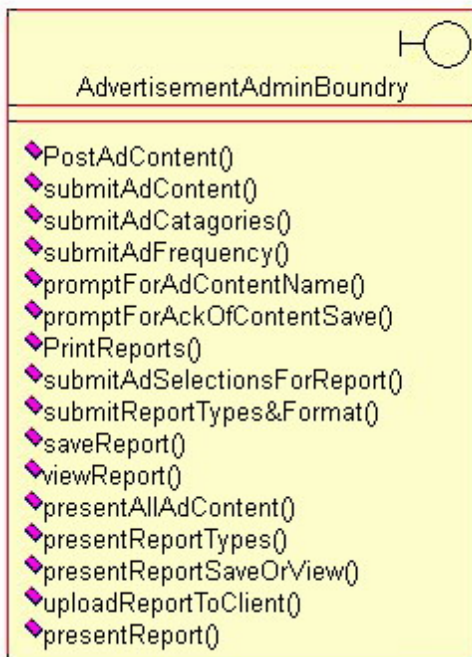 AdvertisementAdminBoundry
PostAdContent()
submitAdContent()
submitAdCatagories()
submitAdFrequency()
promptForAdContentName()
promptForAckOfContentSave()
PrintReports()
submitAdSelectionsForReport()
submitReportTypes&Format()
saveReport()
viewReport()
presentAllAdContent()
presentReportTypes()
presentReportSaveOrView()
uploadReportToClient()
presentReport()